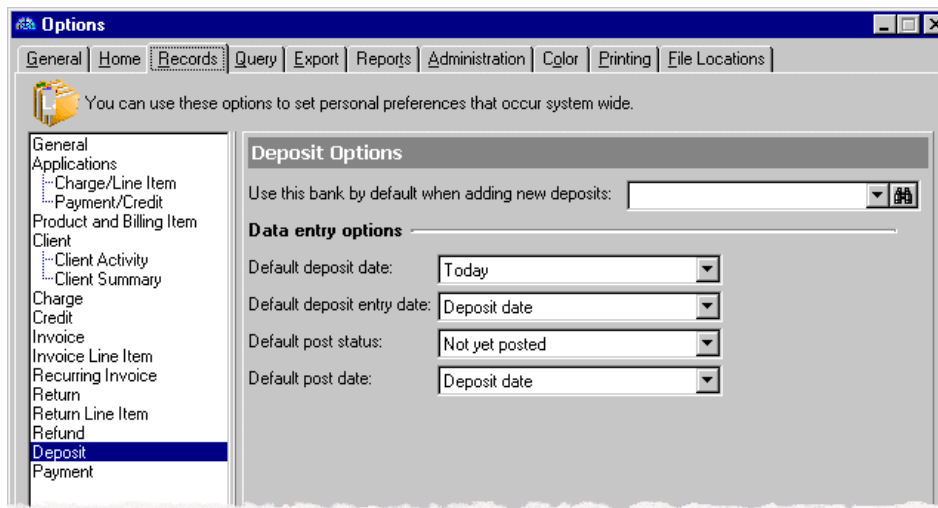 Options
General Home Records Query Export Reports Administration Color Printing File Locations
You can use these options to set personal preferences that occur system wide.
General
Applications
Charge/Line Item
Payment/Credit
Product and Billing Item
Client
Client Activity
Client Summary
Charge
Credit
Invoice
Invoice Line Item
Recurring Invoice
Return
Return Line Item
Refund
Deposit
Payment
Deposit Options
Use this bank by default when adding new deposits:
Data entry options
Default deposit date: Today
Default deposit entry date: Deposit date
Default post status: Not yet posted
Default post date: Deposit date